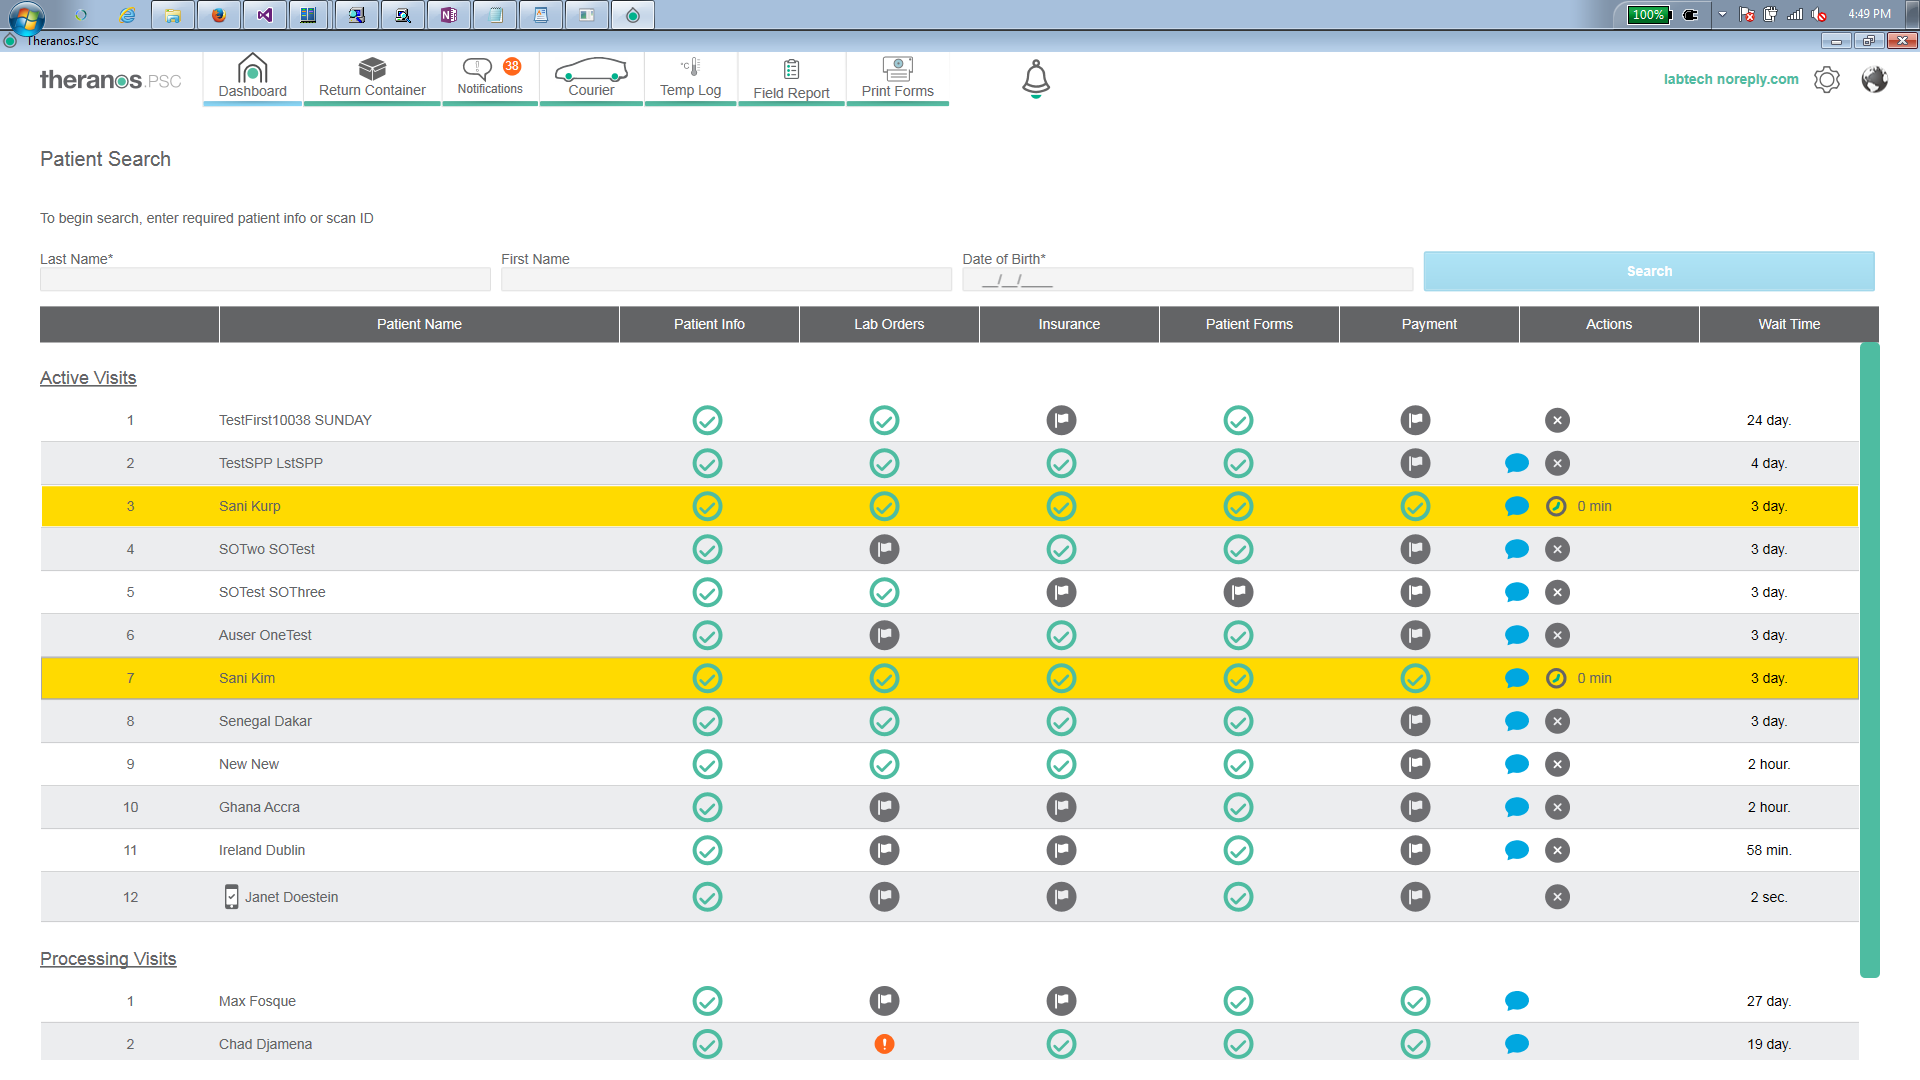 100%
4:49 PM
Theranos.PSC
theranos.PSC
Dashboard
Return Container
38
Notifications
Courier
°C
Temp Log
Field Report
Print Forms
labtech noreply.com
Patient Search
To begin search, enter required patient info or scan ID
Last Name*
First Name
Date of Birth*
__/__/____
Search
Patient Name Patient Info Lab Orders Insurance Patient Forms Payment Actions Wait Time
Active Visits
1 TestFirst10038 SUNDAY 24 day.
2 TestSPP LstSPP 4 day.
3 Sani Kurp 0 min 3 day.
4 SOTwo SOTest 3 day.
5 SOTest SOThree 3 day.
6 Auser OneTest 3 day.
7 Sani Kim 0 min 3 day.
8 Senegal Dakar 3 day.
9 New New 2 hour.
10 Ghana Accra 2 hour.
11 Ireland Dublin 58 min.
12 Janet Doestein 2 sec.
Processing Visits
1 Max Fosque 27 day.
2 Chad Djamena 19 day.